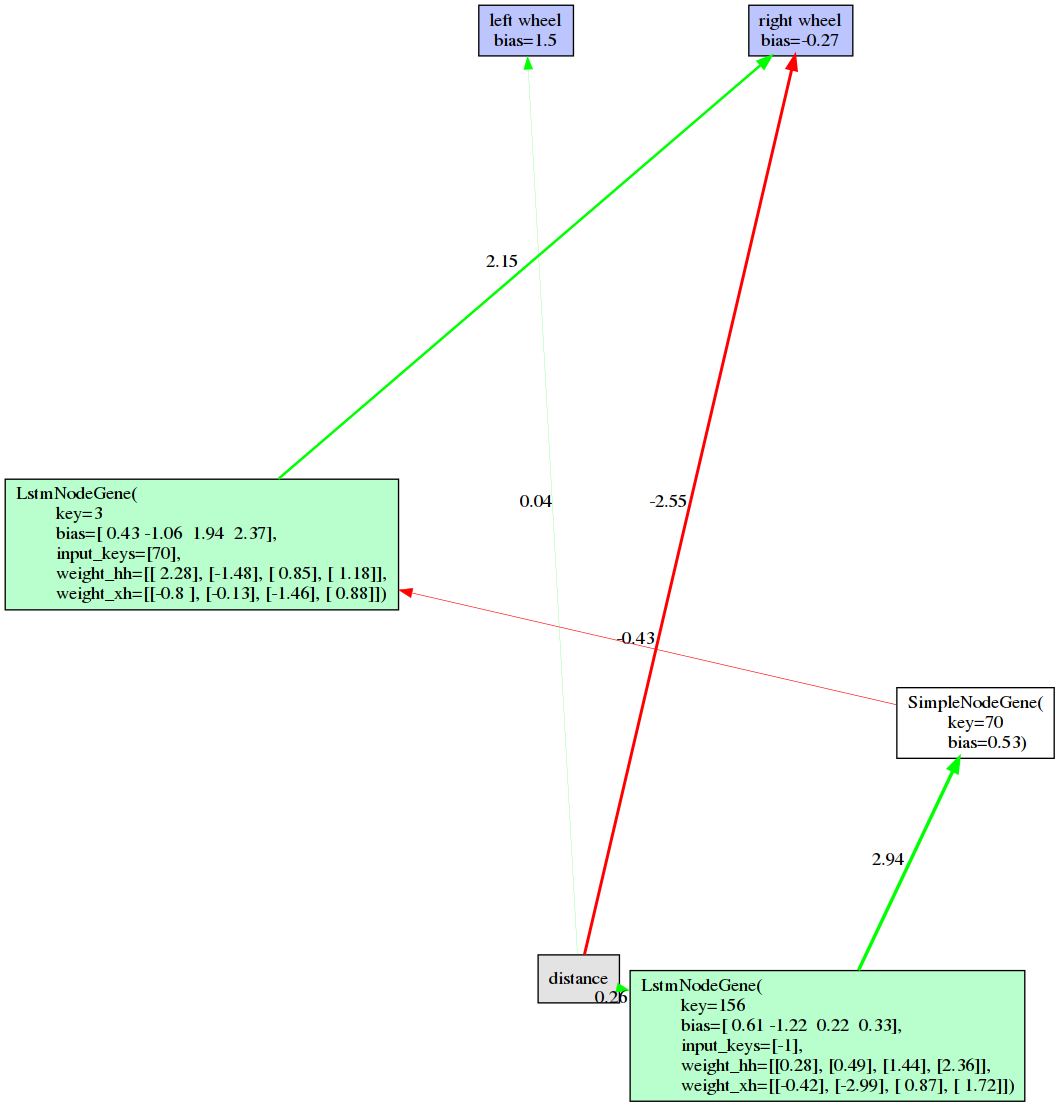 left wheel
bias=1.5
right wheel
bias=-0.27
2.15
0.04
-2.55
LstmNodeGene(
key=3
bias=[ 0.43 -1.06  1.94  2.37],
input_keys=[70],
weight_hh=[[ 2.28], [-1.48], [ 0.85], [ 1.18]],
weight_xh=[[-0.8 ], [-0.13], [-1.46], [ 0.88]])
-0.43
SimpleNodeGene(
key=70
bias=0.53)
2.94
distance
0.26
LstmNodeGene(
key=156
bias=[ 0.61 -1.22  0.22  0.33],
input_keys=[-1],
weight_hh=[[0.28], [0.49], [1.44], [2.36]],
weight_xh=[[-0.42], [-2.99], [ 0.87], [ 1.72]])